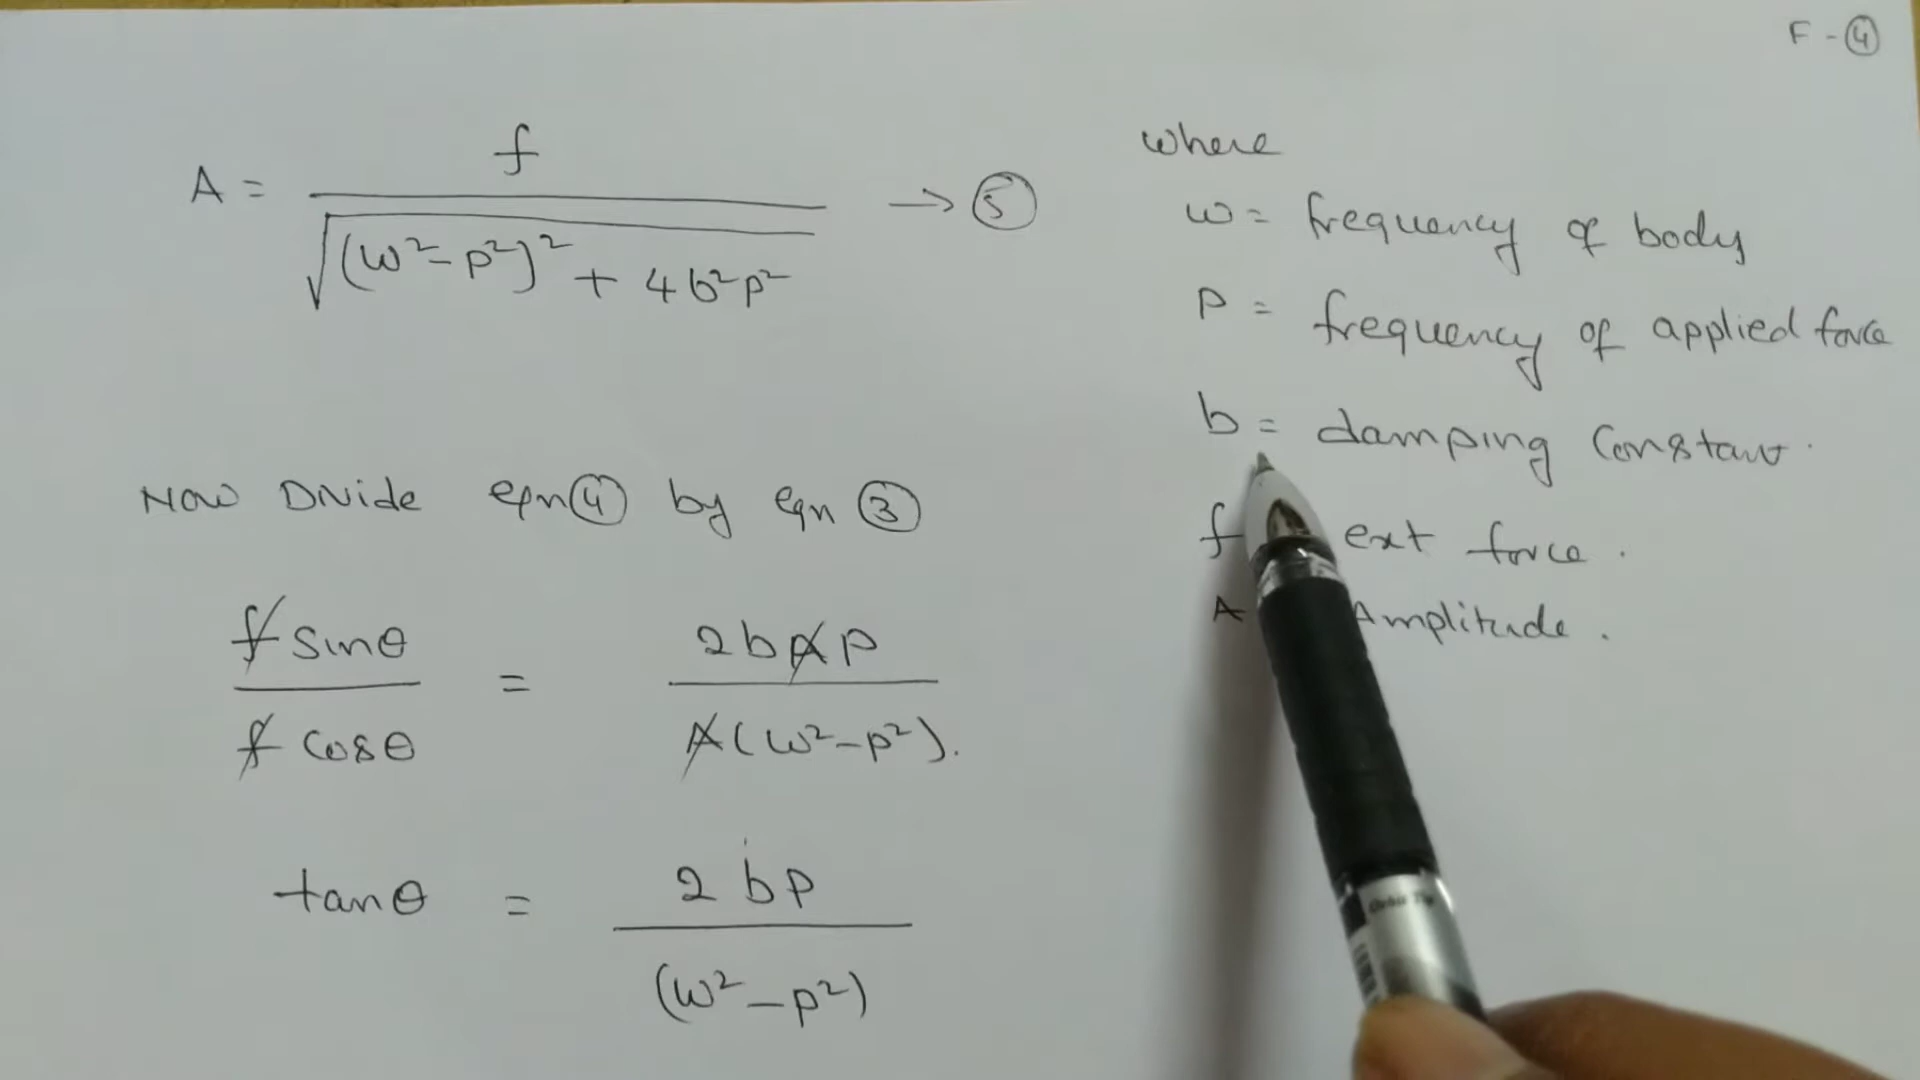 F - ④
A = f / √((ω² - p²)² + 4b²p²) → ⑤
Now Divide eqn ④ by eqn ③
f sinθ / f cosθ = 2bAp / A(ω² - p²).
tanθ = 2bp / (ω² - p²)
where
ω = frequency of body
P = frequency of applied force
b = damping constant.
f ext force.
A Amplitude.